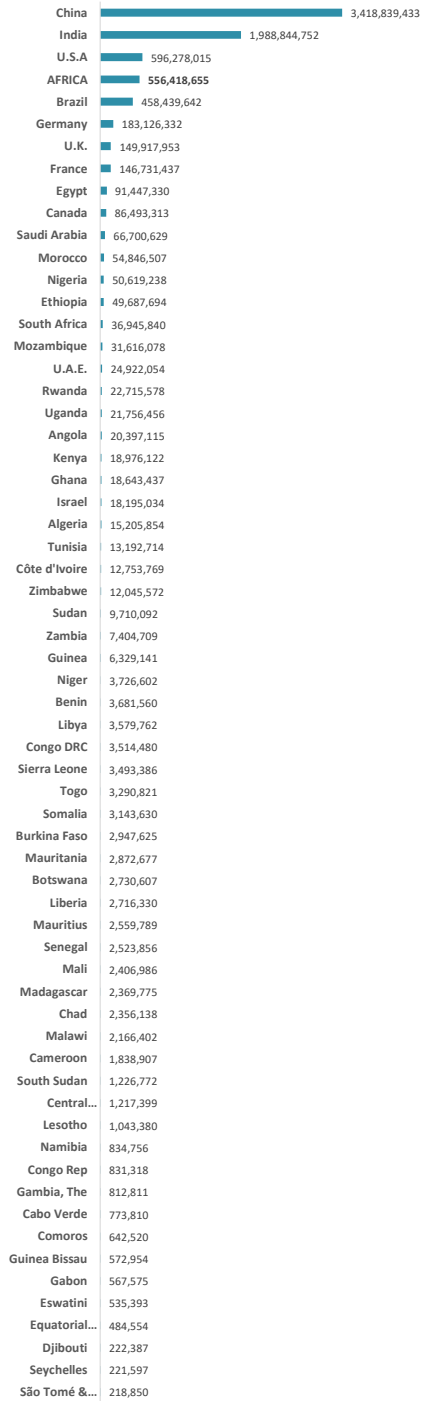 China 3,418,839,433
India 1,988,844,752
U.S.A 596,278,015
AFRICA 556,418,655
Brazil 458,439,642
Germany 183,126,332
U.K. 149,917,953
France 146,731,437
Egypt 91,447,330
Canada 86,493,313
Saudi Arabia 66,700,629
Morocco 54,846,507
Nigeria 50,619,238
Ethiopia 49,687,694
South Africa 36,945,840
Mozambique 31,616,078
U.A.E. 24,922,054
Rwanda 22,715,578
Uganda 21,756,456
Angola 20,397,115
Kenya 18,976,122
Ghana 18,643,437
Israel 18,195,034
Algeria 15,205,854
Tunisia 13,192,714
Côte d'Ivoire 12,753,769
Zimbabwe 12,045,572
Sudan 9,710,092
Zambia 7,404,709
Guinea 6,329,141
Niger 3,726,602
Benin 3,681,560
Libya 3,579,762
Congo DRC 3,514,480
Sierra Leone 3,493,386
Togo 3,290,821
Somalia 3,143,630
Burkina Faso 2,947,625
Mauritania 2,872,677
Botswana 2,730,607
Liberia 2,716,330
Mauritius 2,559,789
Senegal 2,523,856
Mali 2,406,986
Madagascar 2,369,775
Chad 2,356,138
Malawi 2,166,402
Cameroon 1,838,907
South Sudan 1,226,772
Central... 1,217,399
Lesotho 1,043,380
Namibia 834,756
Congo Rep 831,318
Gambia, The 812,811
Cabo Verde 773,810
Comoros 642,520
Guinea Bissau 572,954
Gabon 567,575
Eswatini 535,393
Equatorial... 484,554
Djibouti 222,387
Seychelles 221,597
São Tomé &... 218,850